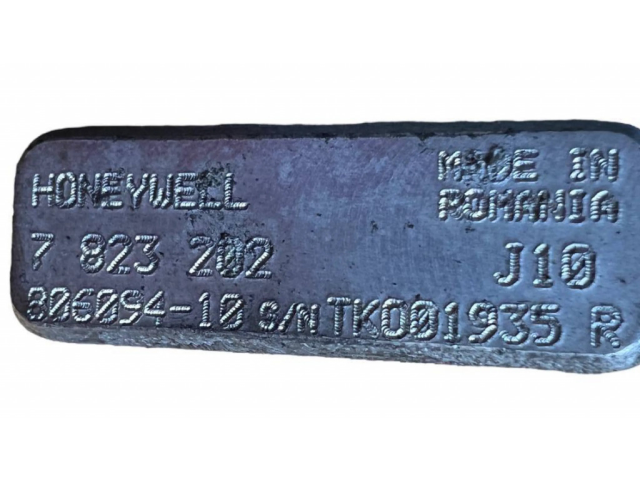 HONEYWELL MADE IN
ROMANIA
7 823 202 J10
806094-10 S/N TK001935 R